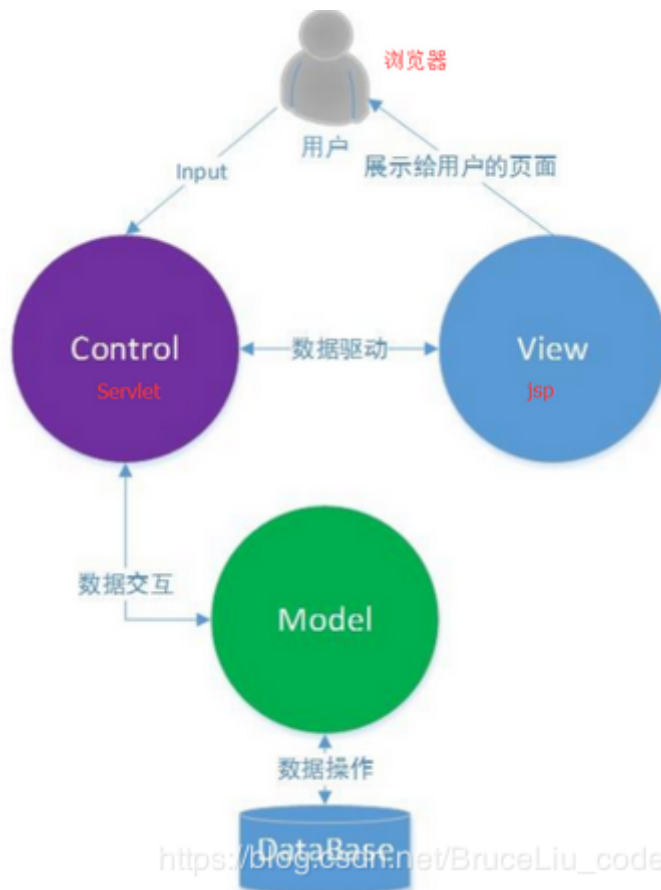 浏览器
用户
Input
展示给用户的页面
Control
Servlet
数据驱动
View
jsp
数据交互
Model
数据操作
DataBase
https://blog.csdn.net/BruceLiu_code